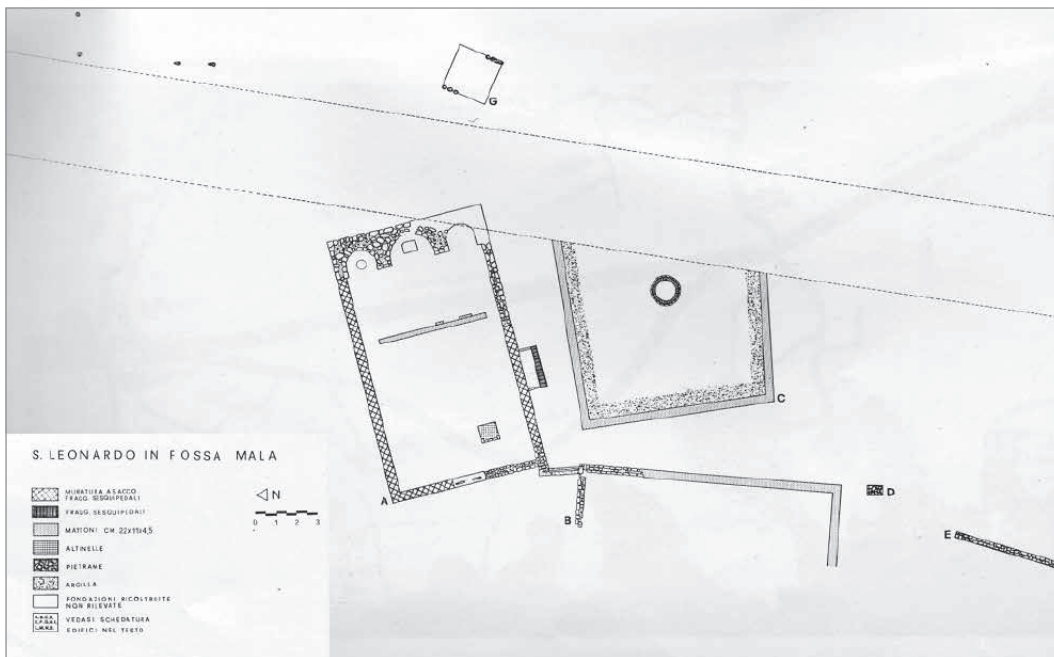 G
C
A
B
D
E
S. LEONARDO IN FOSSA MALA
MURATURA A SACCO
FRAGG. SESQUIPEDALI
FRAGG. SESQUIPEDALI
MATTONI CM. 22x11x4,5
ALTINELLE
PIETRAME
ARGILLA
FONDAZIONI RICOSTRUITE
NON RILEVATE
VEDASI SCHEDATURA
EDIFICI NEL TESTO
N
0 1 2 3